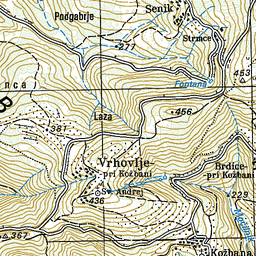 Senik
Podgabrje
Strmce
277
453
Fontana
Laza
456
381
Vrhovlje
pri Kožbani
Brdice
pri Kožbani
Sv. Andrej
436
229
367
Kožbana